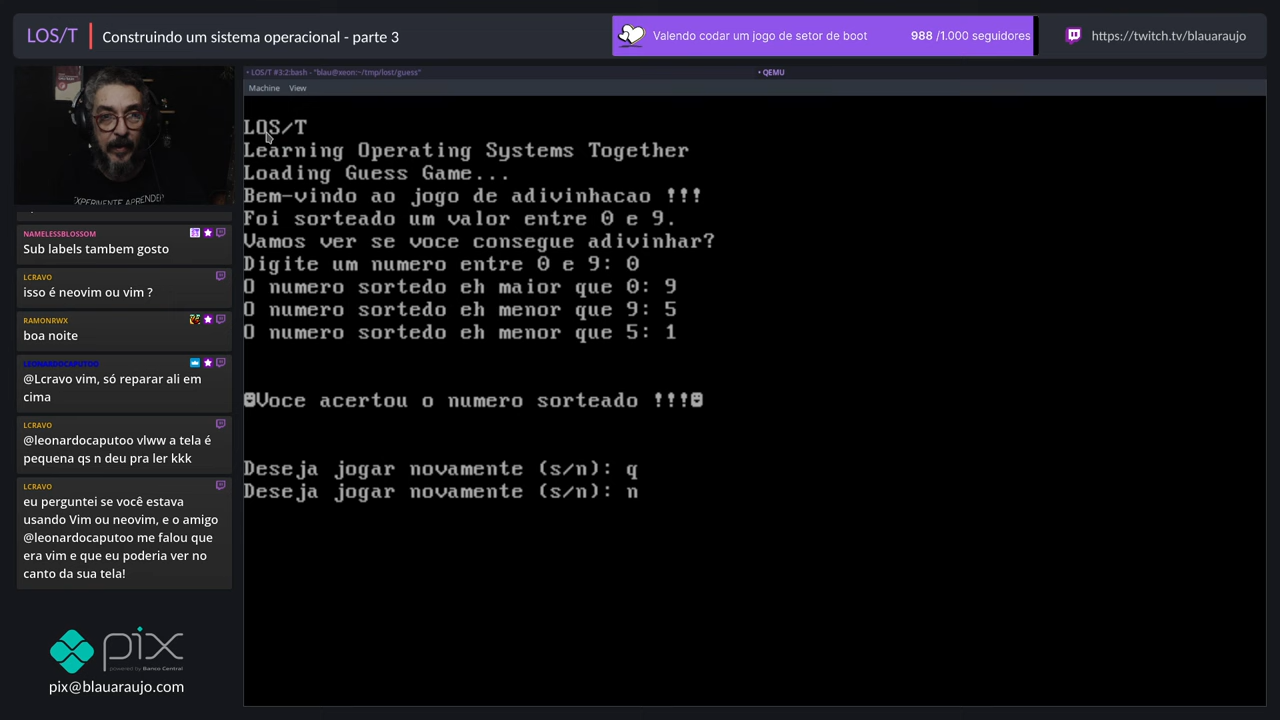 LOS/T
Construindo um sistema operacional - parte 3
Valendo codar um jogo de setor de boot
988 /1.000 seguidores
https://twitch.tv/blauaraujo
• LOS/T #3:2:bash - "blau@xeon:~/tmp/lost/guess"
• QEMU
Machine View
LOS/T
Learning Operating Systems Together
Loading Guess Game...
Bem-vindo ao jogo de adivinhacao !!!
Foi sorteado um valor entre 0 e 9.
Vamos ver se voce consegue adivinhar?
Digite um numero entre 0 e 9: 0
O numero sortedo eh maior que 0: 9
O numero sortedo eh menor que 9: 5
O numero sortedo eh menor que 5: 1
Voce acertou o numero sorteado !!!
Deseja jogar novamente (s/n): q
Deseja jogar novamente (s/n): n
NAMELESSBLOSSOM
Sub labels tambem gosto
LCRAVO
isso é neovim ou vim ?
RAMONRWX
boa noite
LEONARDOCAPUTOO
@Lcravo vim, só reparar ali em
cima
LCRAVO
@leonardocaputoo vlww a tela é
pequena qs n deu pra ler kkk
LCRAVO
eu perguntei se você estava
usando Vim ou neovim, e o amigo
@leonardocaputoo me falou que
era vim e que eu poderia ver no
canto da sua tela!
pix
powered by Banco Central
pix@blauaraujo.com